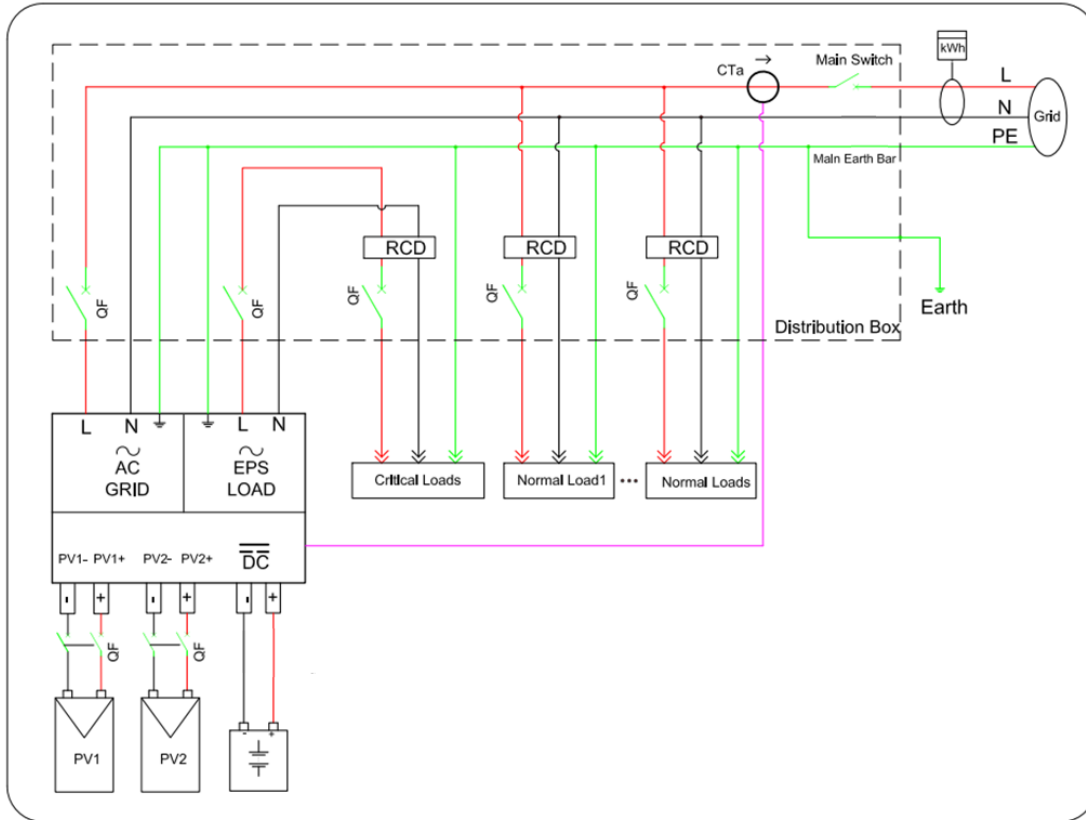 kWh
CTa
→
Main Switch
L
N
PE
Grid
Main Earth Bar
RCD
RCD
RCD
QF
QF
QF
QF
QF
Earth
Distribution Box
L
N
L
N
AC
GRID
EPS
LOAD
Critical Loads
Normal Load1
•••
Normal Loads
PV1-
PV1+
PV2-
PV2+
DC
-
+
-
+
-
+
QF
QF
-
+
PV1
PV2